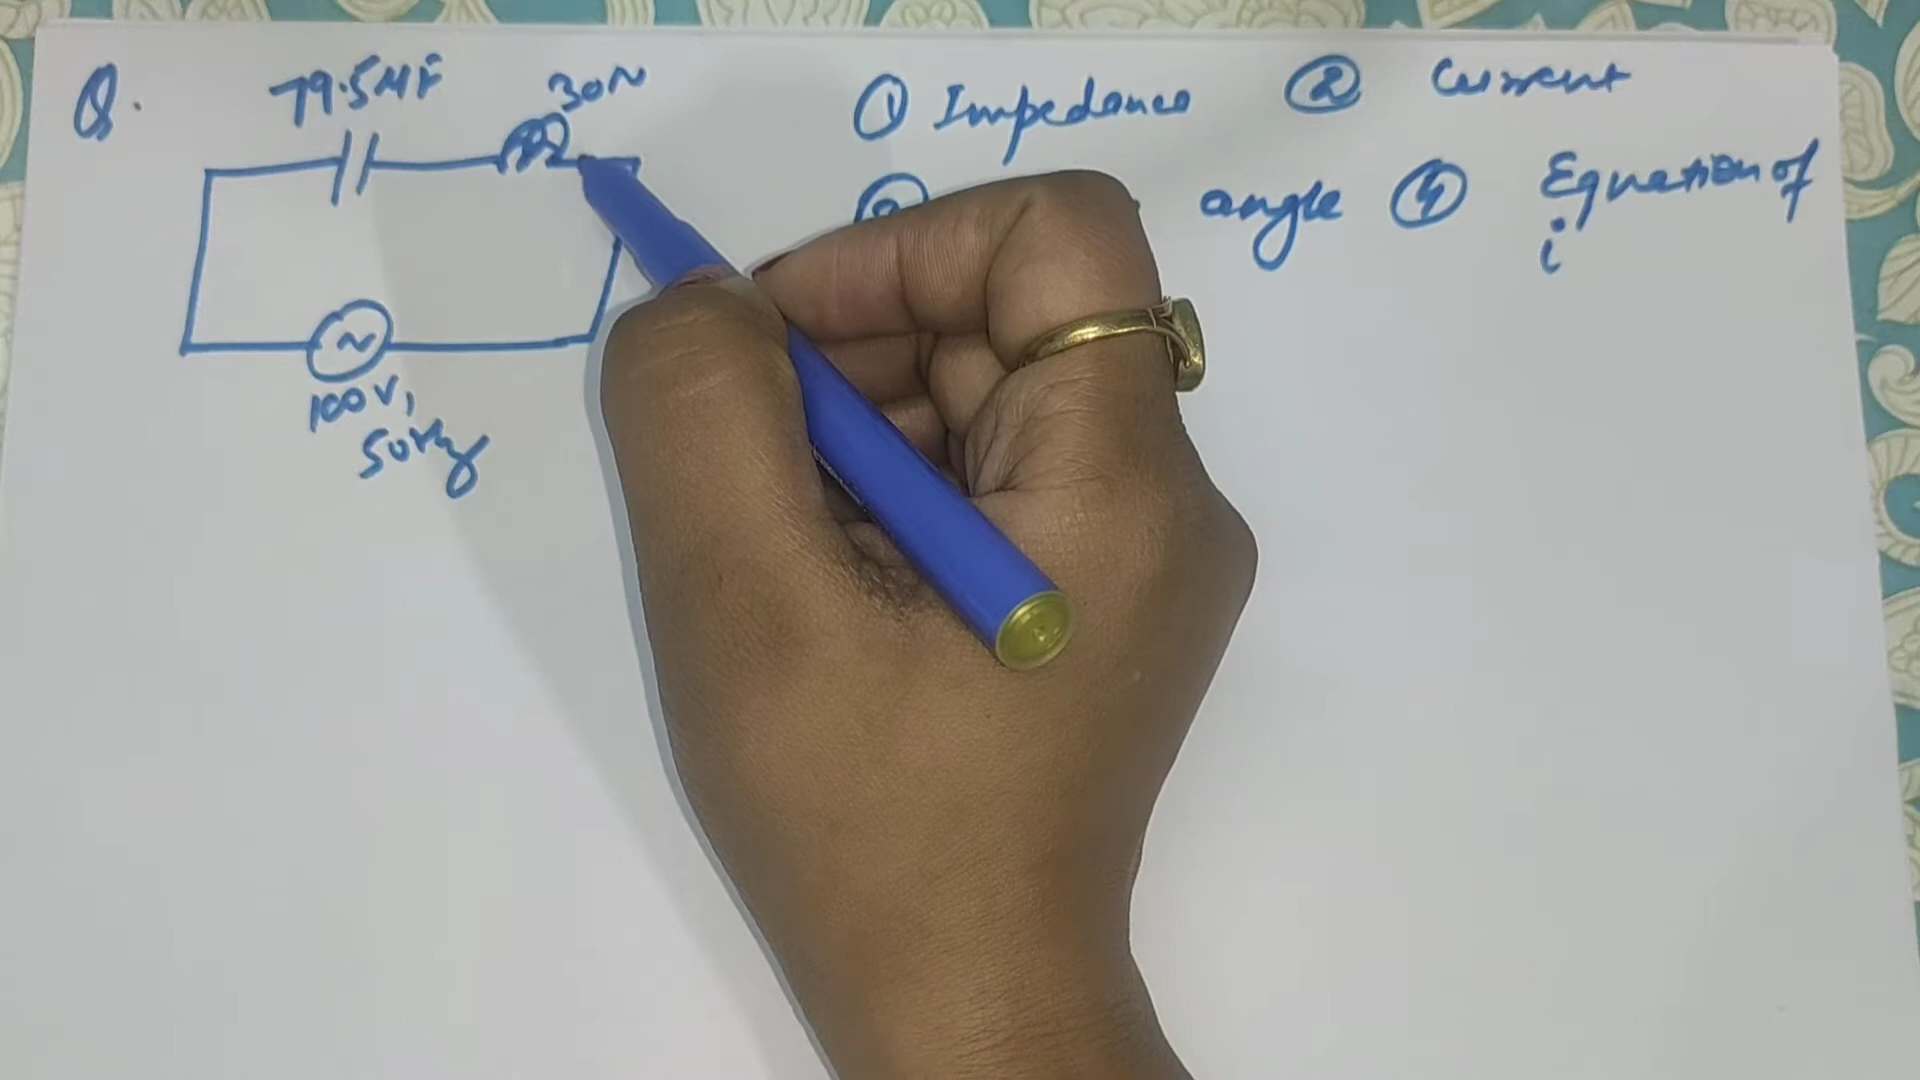 Q. 79.5μF 30Ω
① Impedance ② Current
angle ④ Equation of
i
100V,
50Hz